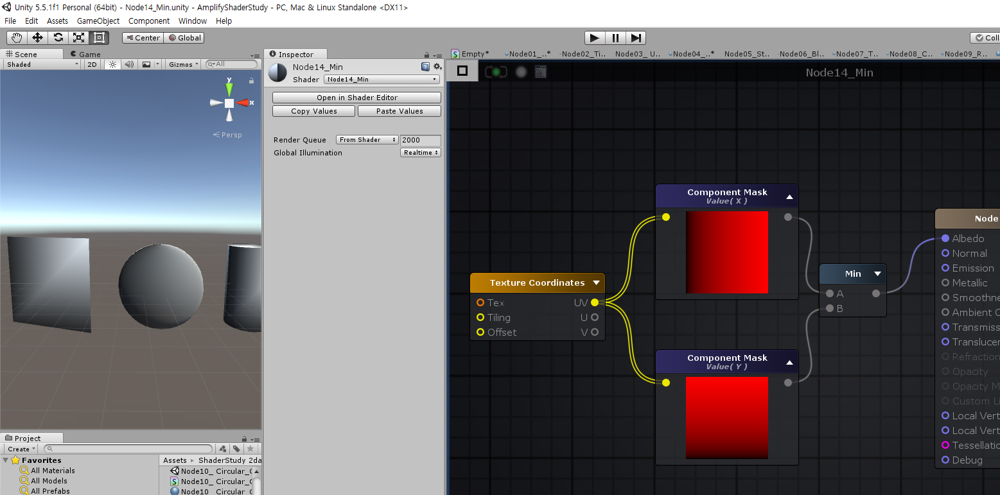 Unity 5.5.1f1 Personal (64bit) - Node14_Min.unity - AmplifyShaderStudy - PC, Mac & Linux Standalone <DX11>
File Edit Assets GameObject Component Window Help
Center Global
Coll
Scene Game
Shaded 2D Gizmos All
y
x
Persp
Inspector
Node14_Min
Shader Node14_Min
Open in Shader Editor
Copy Values Paste Values
Render Queue From Shader 2000
Global Illumination Realtime
Empty* Node01_..* Node02_Ti.. Node03_ U.. Node04_..* Node05_St.. Node06_Bl.. Node07_T.. Node08_C.. Node09_R..
Node14_Min
Texture Coordinates
Tex UV
Tiling U
Offset V
Component Mask
Value( X )
Component Mask
Value( Y )
Min
A
B
Node
Albedo
Normal
Emission
Metallic
Smoothne
Ambient O
Transmiss
Translucen
Refraction
Opacity
Opacity M
Custom Li
Local Vert
Local Vert
Tessellatio
Debug
Project
Create
Favorites
All Materials
All Models
All Prefabs
Assets ShaderStudy 2da
Node10_ Circular_C
Node10_ Circular_C
Node10_ Circular_C